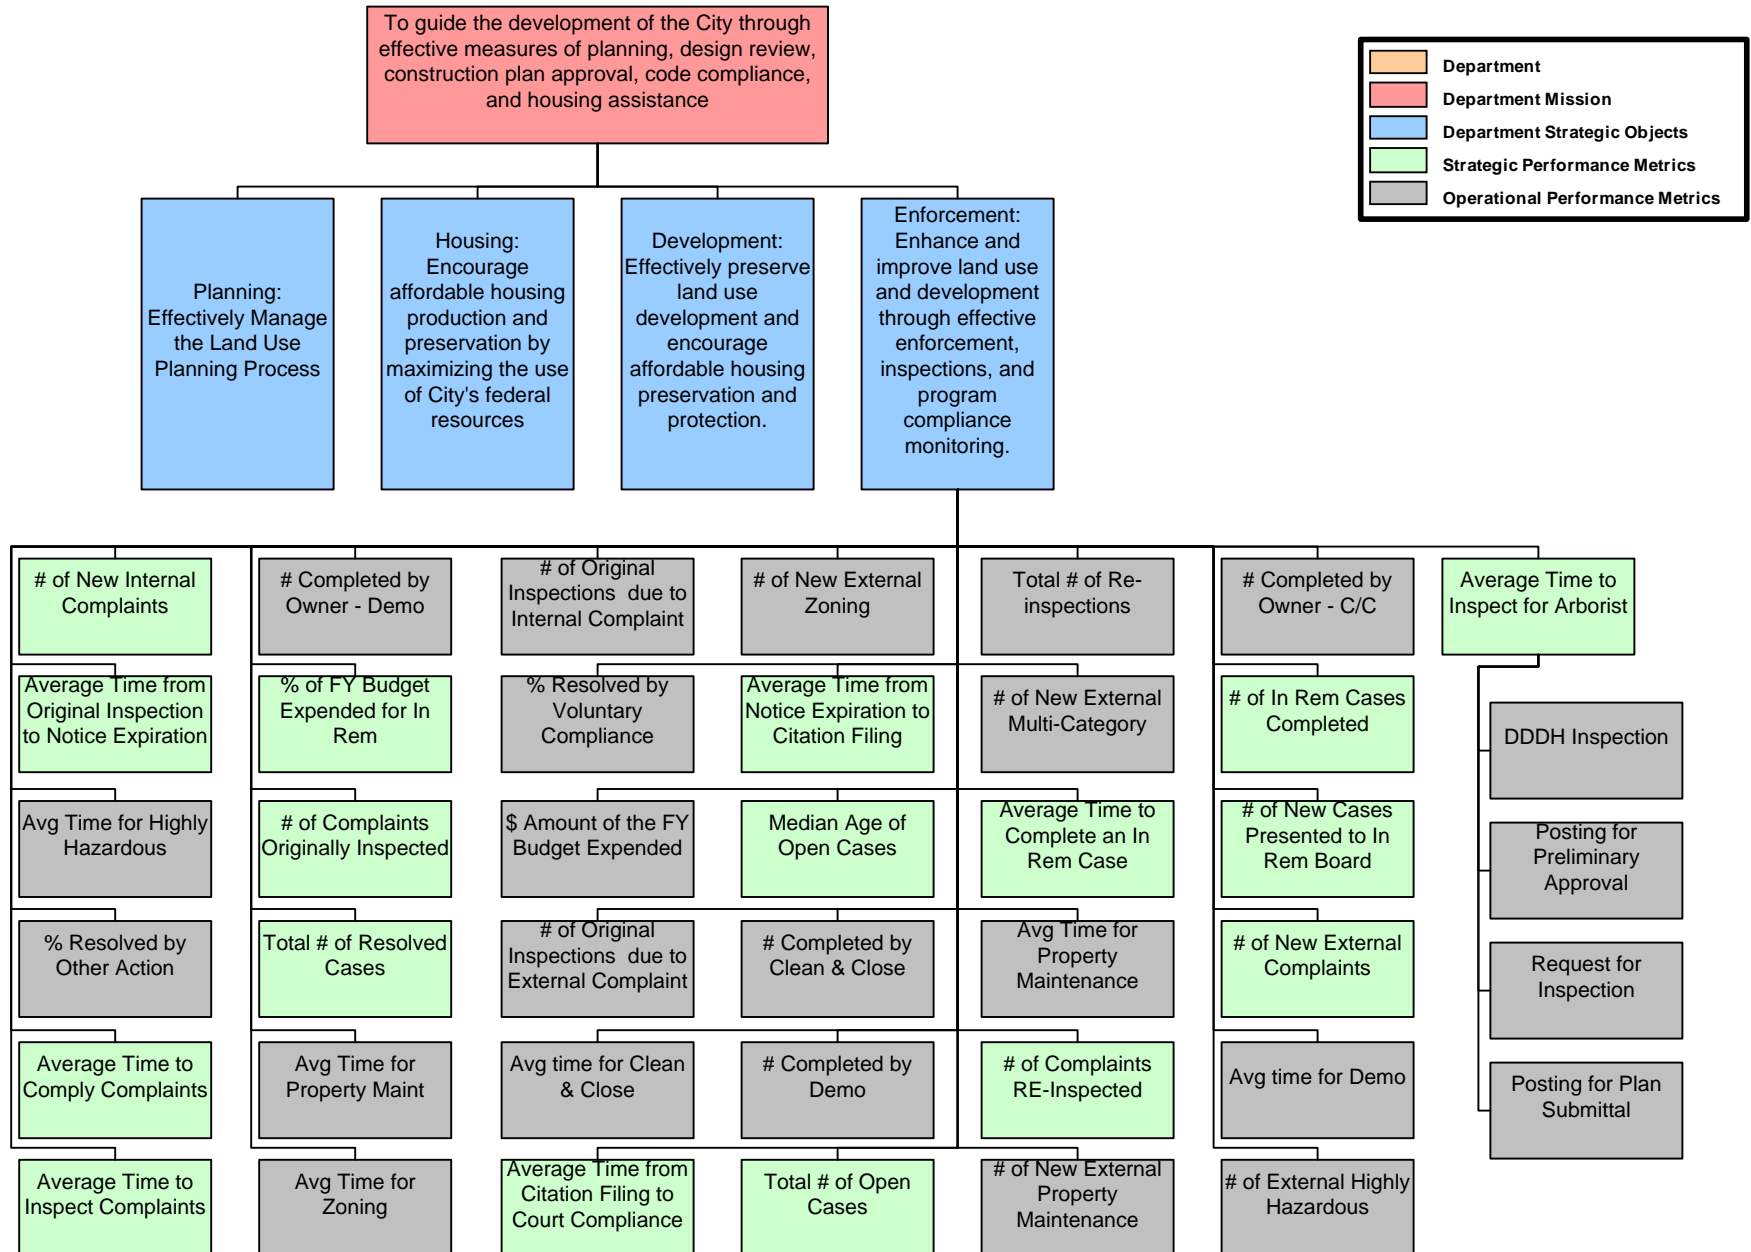 To guide the development of the City through
effective measures of planning, design review,
construction plan approval, code compliance,
and housing assistance
Department
Department Mission
Department Strategic Objects
Strategic Performance Metrics
Operational Performance Metrics
Planning:
Effectively Manage
the Land Use
Planning Process
Housing:
Encourage
affordable housing
production and
preservation by
maximizing the use
of City's federal
resources
Development:
Effectively preserve
land use
development and
encourage
affordable housing
preservation and
protection.
Enforcement:
Enhance and
improve land use
and development
through effective
enforcement,
inspections, and
program
compliance
monitoring.
# of New Internal
Complaints
# Completed by
Owner - Demo
# of Original
Inspections due to
Internal Complaint
# of New External
Zoning
Total # of Re-
inspections
# Completed by
Owner - C/C
Average Time to
Inspect for Arborist
Average Time from
Original Inspection
to Notice Expiration
% of FY Budget
Expended for In
Rem
% Resolved by
Voluntary
Compliance
Average Time from
Notice Expiration to
Citation Filing
# of New External
Multi-Category
# of In Rem Cases
Completed
DDDH Inspection
Avg Time for Highly
Hazardous
# of Complaints
Originally Inspected
$ Amount of the FY
Budget Expended
Median Age of
Open Cases
Average Time to
Complete an In
Rem Case
# of New Cases
Presented to In
Rem Board
Posting for
Preliminary
Approval
% Resolved by
Other Action
Total # of Resolved
Cases
# of Original
Inspections due to
External Complaint
# Completed by
Clean & Close
Avg Time for
Property
Maintenance
# of New External
Complaints
Request for
Inspection
Average Time to
Comply Complaints
Avg Time for
Property Maint
Avg time for Clean
& Close
# Completed by
Demo
# of Complaints
RE-Inspected
Avg time for Demo
Posting for Plan
Submittal
Average Time to
Inspect Complaints
Avg Time for
Zoning
Average Time from
Citation Filing to
Court Compliance
Total # of Open
Cases
# of New External
Property
Maintenance
# of External Highly
Hazardous